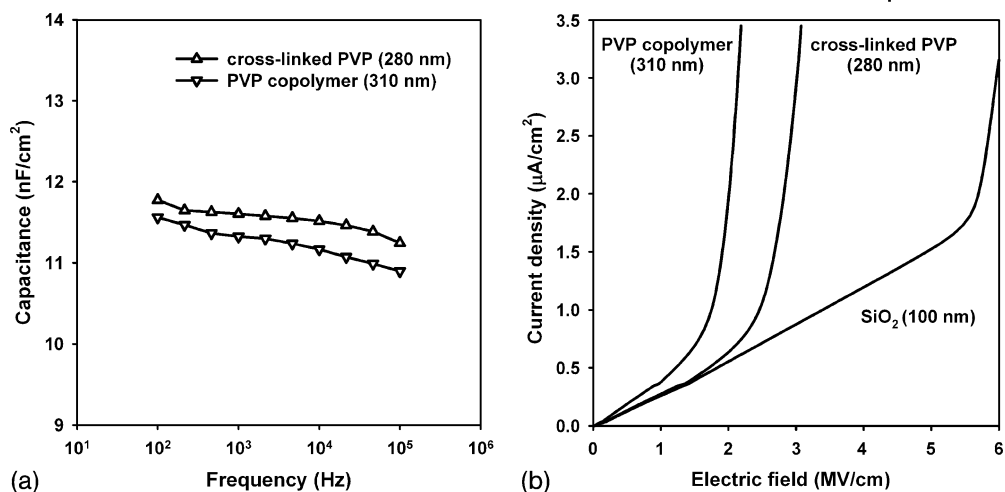 14
13
12
11
10
9
Capacitance (nF/cm²)
cross-linked PVP (280 nm)
PVP copolymer (310 nm)
10¹ 10² 10³ 10⁴ 10⁵ 10⁶
Frequency (Hz)
(a)
3.5
3.0
2.5
2.0
1.5
1.0
0.5
0.0
Current density (μA/cm²)
PVP copolymer
(310 nm)
cross-linked PVP
(280 nm)
SiO₂ (100 nm)
0 1 2 3 4 5 6
Electric field (MV/cm)
(b)